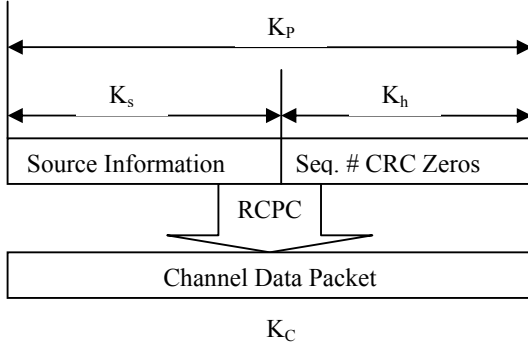 K_P
K_s K_h
Source Information Seq. # CRC Zeros
RCPC
Channel Data Packet
K_C